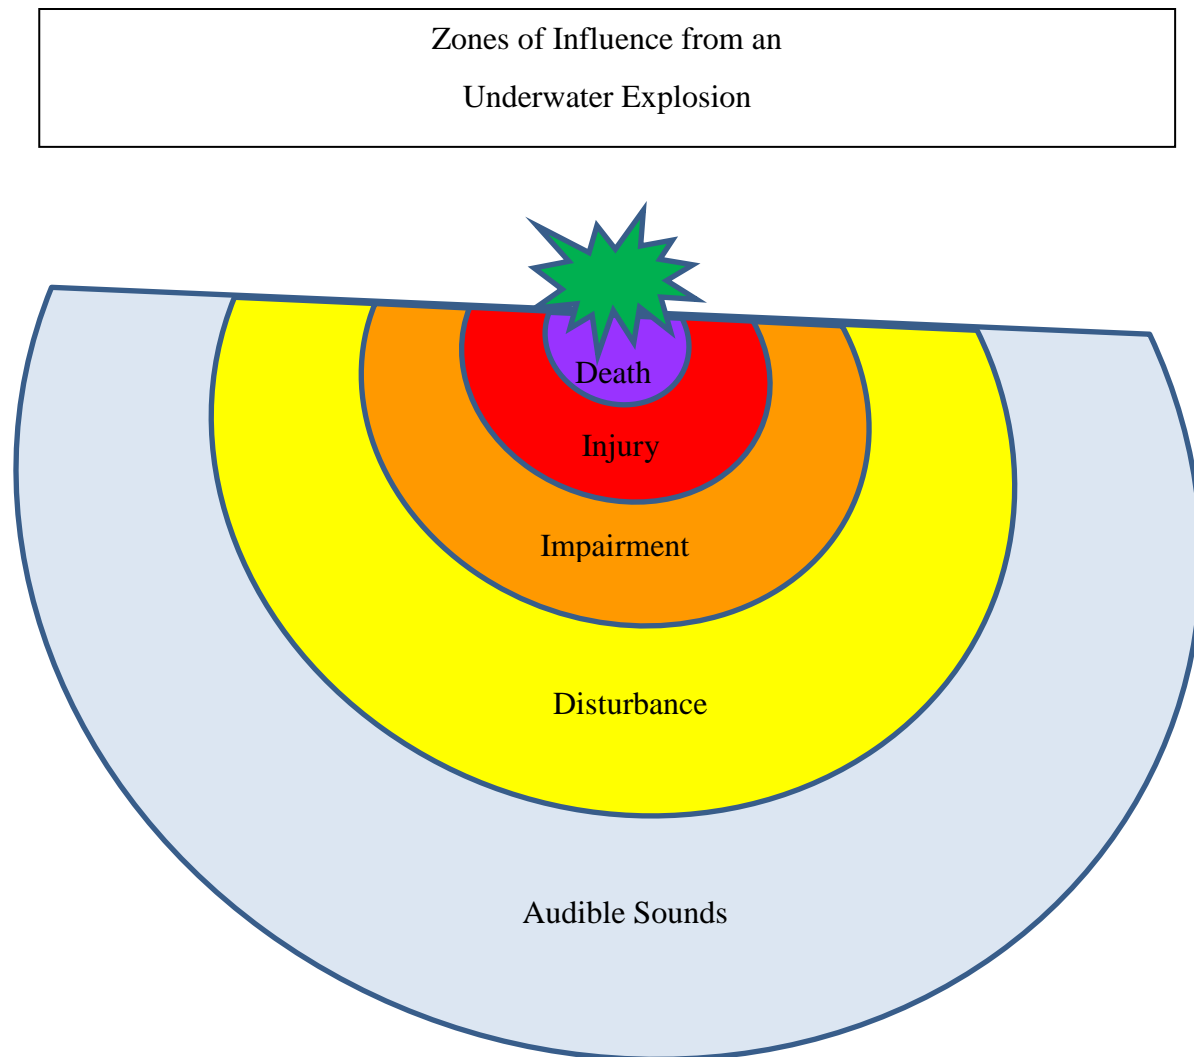 Zones of Influence from an
Underwater Explosion
Death
Injury
Impairment
Disturbance
Audible Sounds